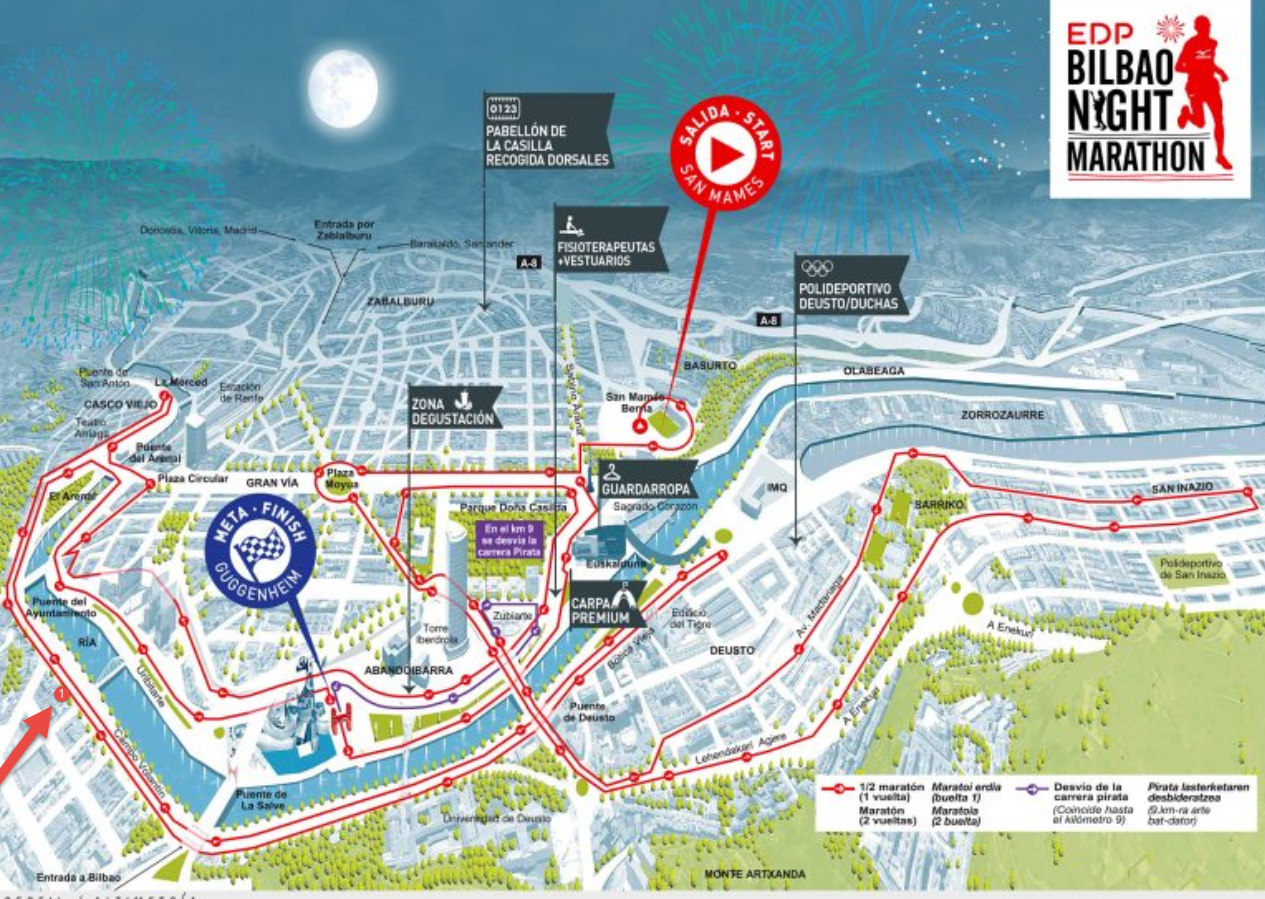 EDP
BILBAO
NIGHT
MARATHON
0123
PABELLÓN DE
LA CASILLA
RECOGIDA DORSALES
SALIDA · START
SAN MAMES
Donostia, Vitoria, Madrid
Entrada por
Zabalburu
Barakaldo, Santander
A-8
FISIOTERAPEUTAS
+VESTUARIOS
POLIDEPORTIVO
DEUSTO/DUCHAS
ZABALBURU
A-8
BASURTO
OLABEAGA
Puente de
San Antón
La Merced
Estación
de Renfe
CASCO VIEJO
Teatro
Arriaga
ZONA
DEGUSTACIÓN
Sabino Arana
San Mamés
Berria
ZORROZAURRE
Puente
del Arenal
Plaza Circular
GRAN VÍA
Plaza
Moyua
El Arenal
GUARDARROPA
Sagrado Corazón
IMQ
SARRIKO
SAN INAZIO
Parque Doña Casilda
En el km 9
se desvía la
carrera Pirata
META · FINISH
GUGGENHEIM
Euskalduna
Polideportivo
de San Inazio
CARPA
PREMIUM
Puente del
Ayuntamiento
Zubiarte
Edificio
del Tigre
Av. Madariaga
A Enekuri
Torre
Iberdrola
RÍA
Botica Vieja
DEUSTO
ABANDOIBARRA
1
Uribitarte
Puente
de Deusto
A Enekuri
Campo Volantín
Lehendakari Agirre
Puente de
La Salve
Universidad de Deusto
1/2 maratón
(1 vuelta)
Maratón
(2 vueltas)
Maratoi erdia
(buelta 1)
Maratoia
(2 buelta)
Desvio de la
carrera pirata
(Coincide hasta
el kilómetro 9)
Pirata lasterketaren
desbideratzea
(9.km-ra arte
bat-dator)
Entrada a Bilbao
MONTE ARTXANDA